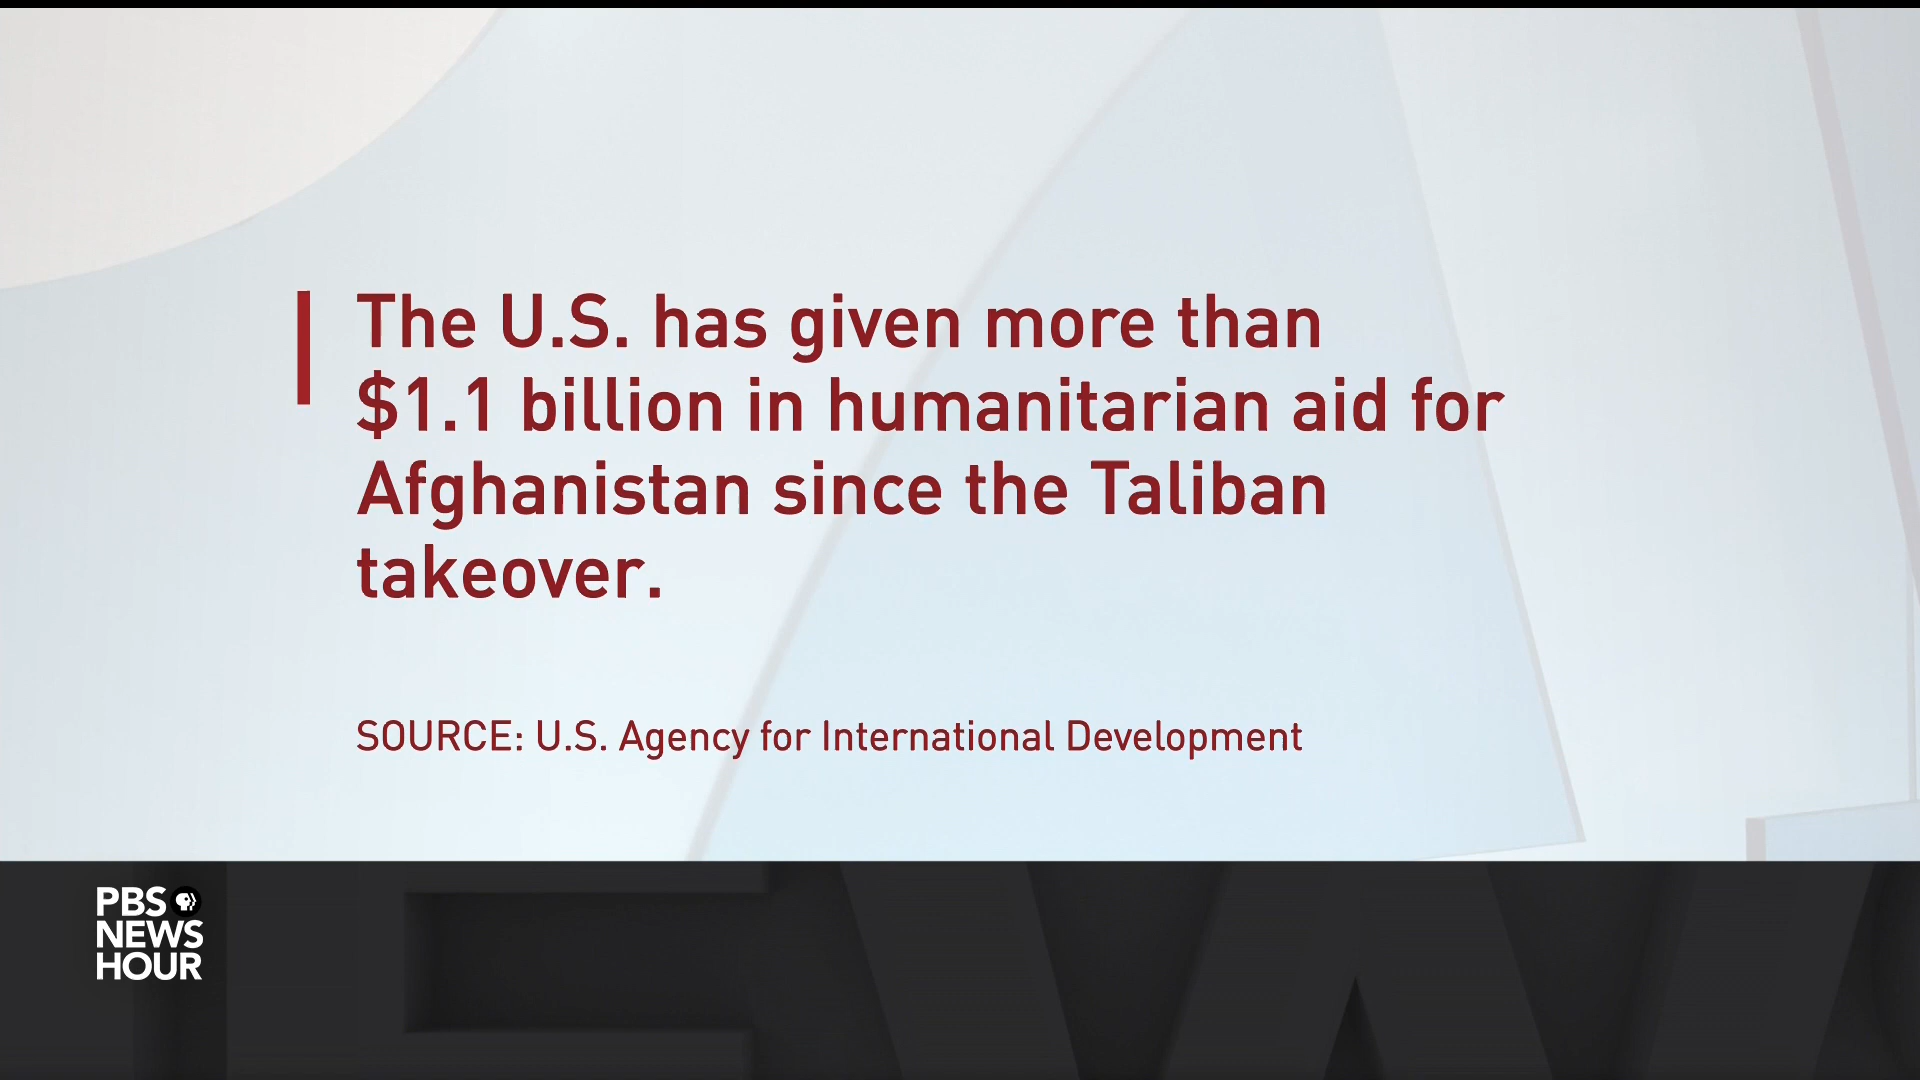 The U.S. has given more than
$1.1 billion in humanitarian aid for
Afghanistan since the Taliban
takeover.
SOURCE: U.S. Agency for International Development
PBS
NEWS
HOUR